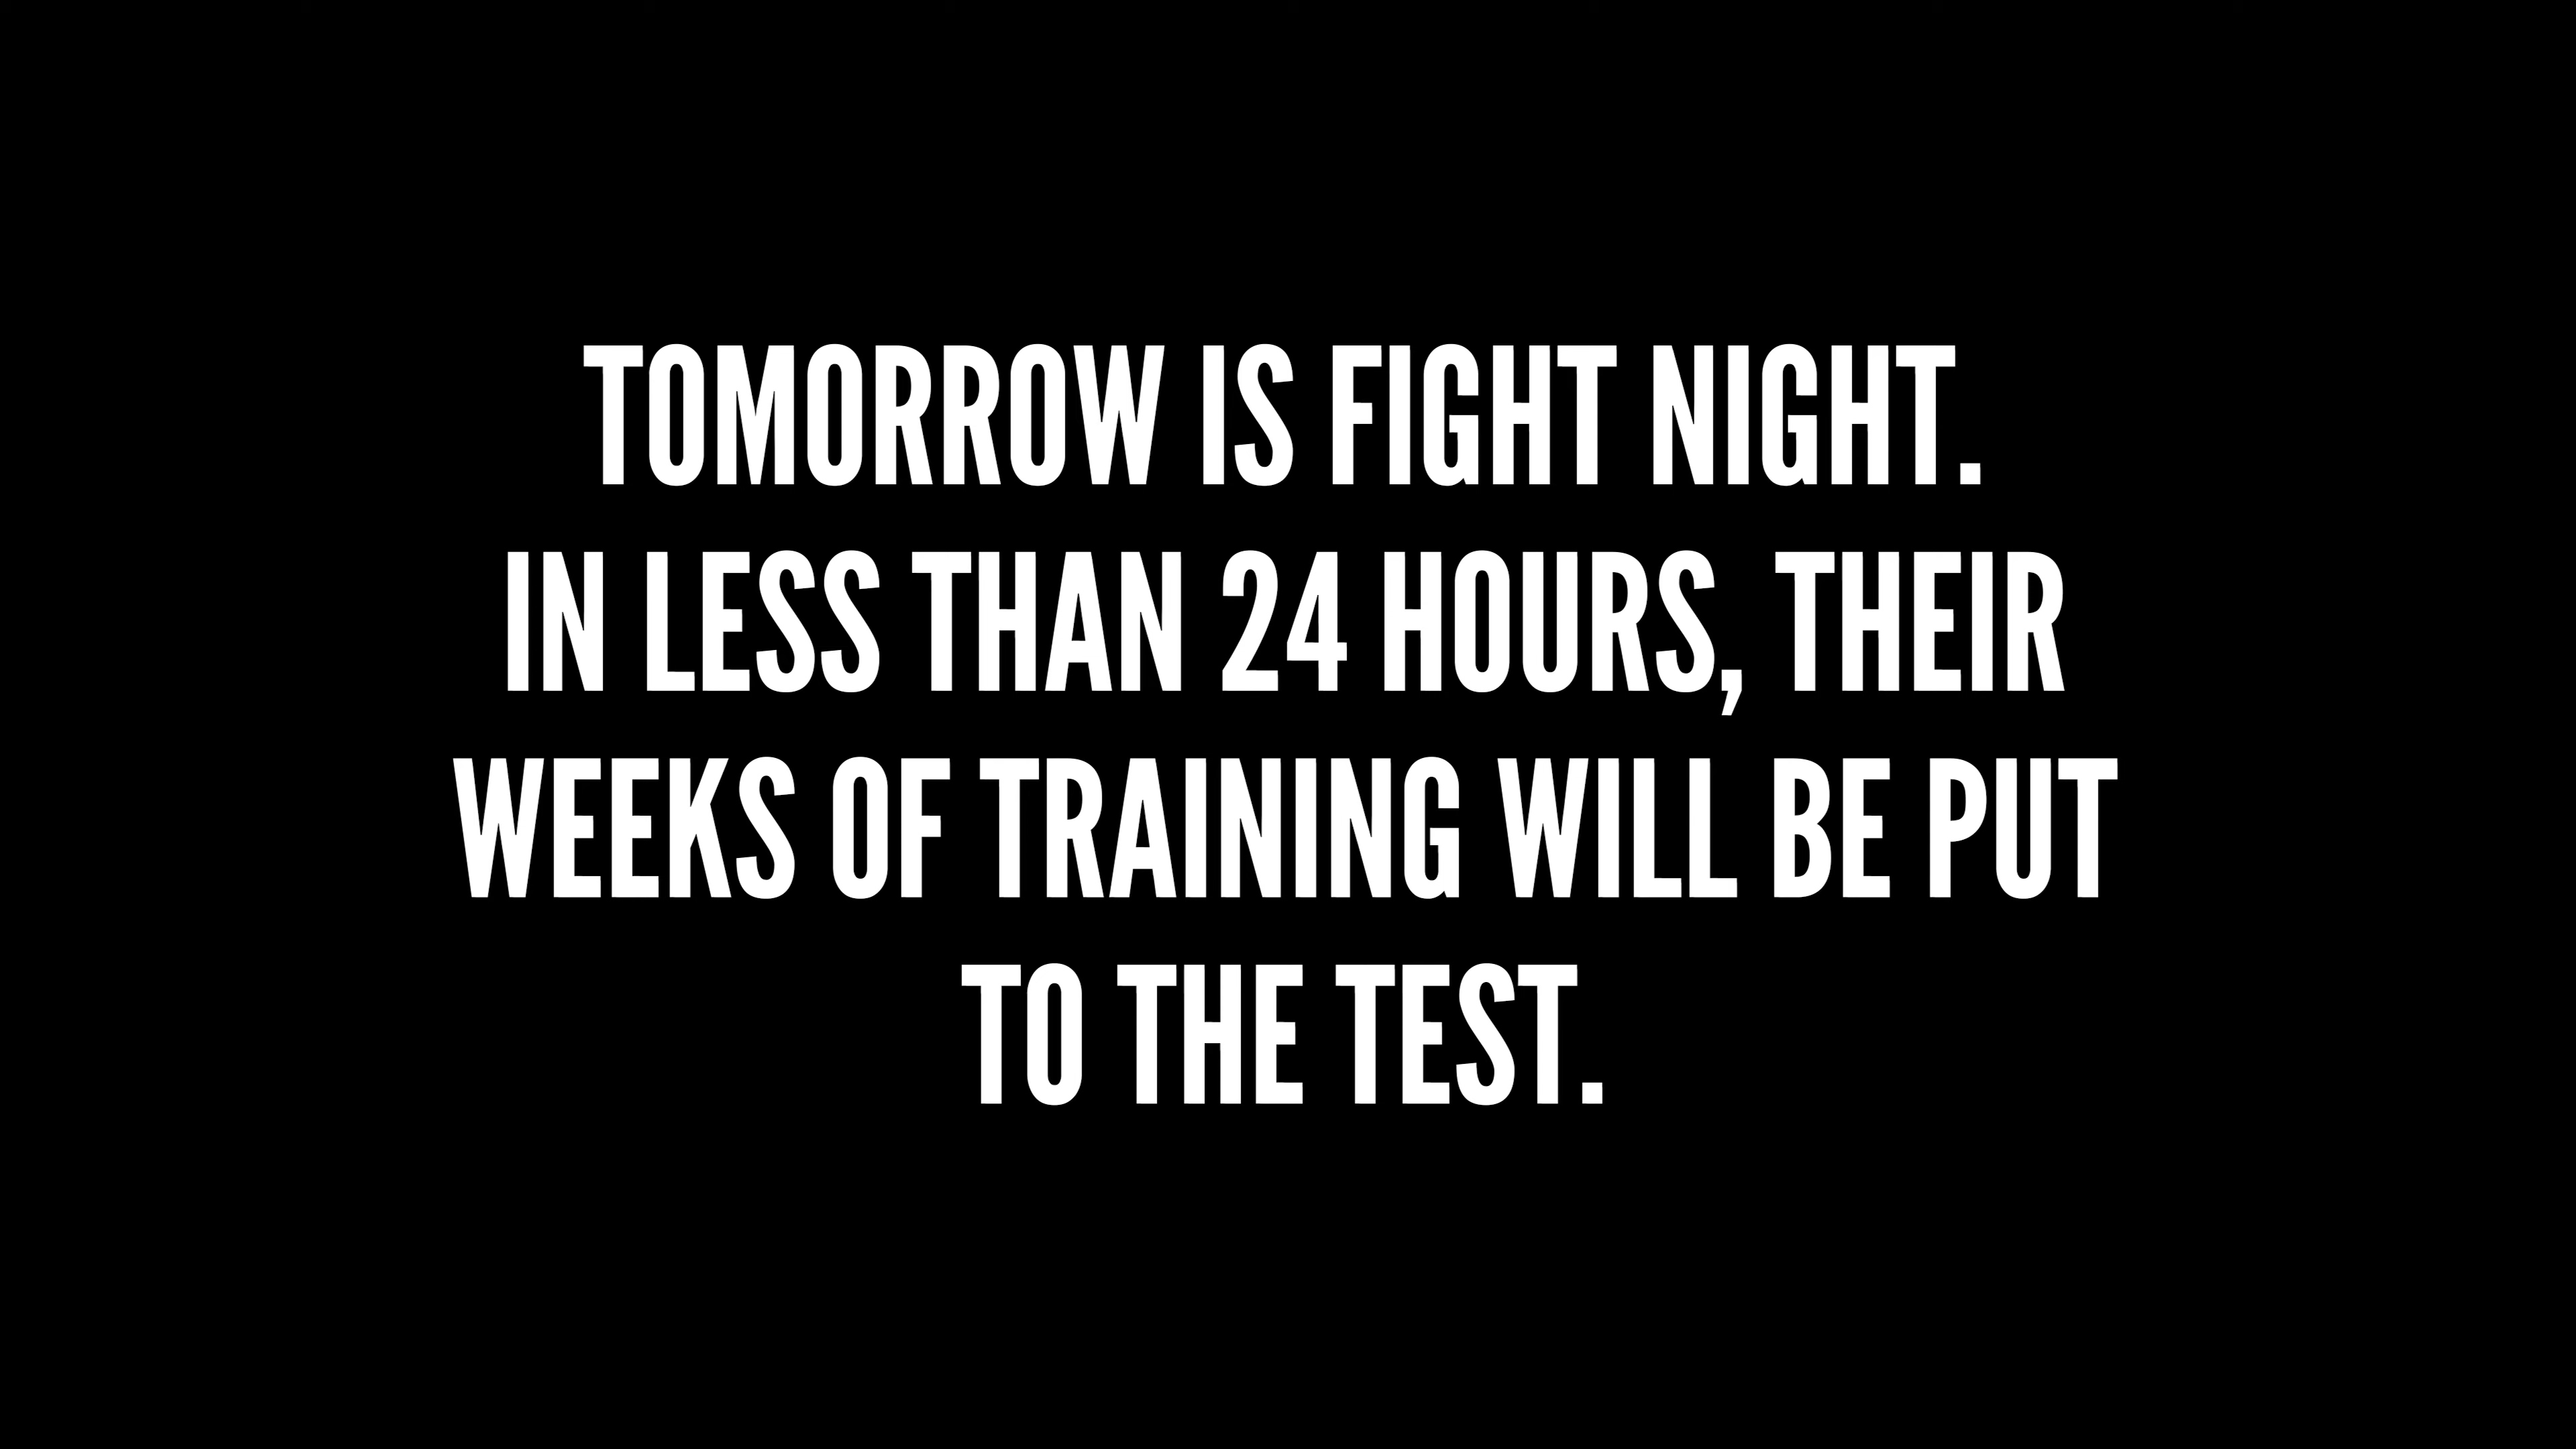 TOMORROW IS FIGHT NIGHT.
IN LESS THAN 24 HOURS, THEIR
WEEKS OF TRAINING WILL BE PUT
TO THE TEST.